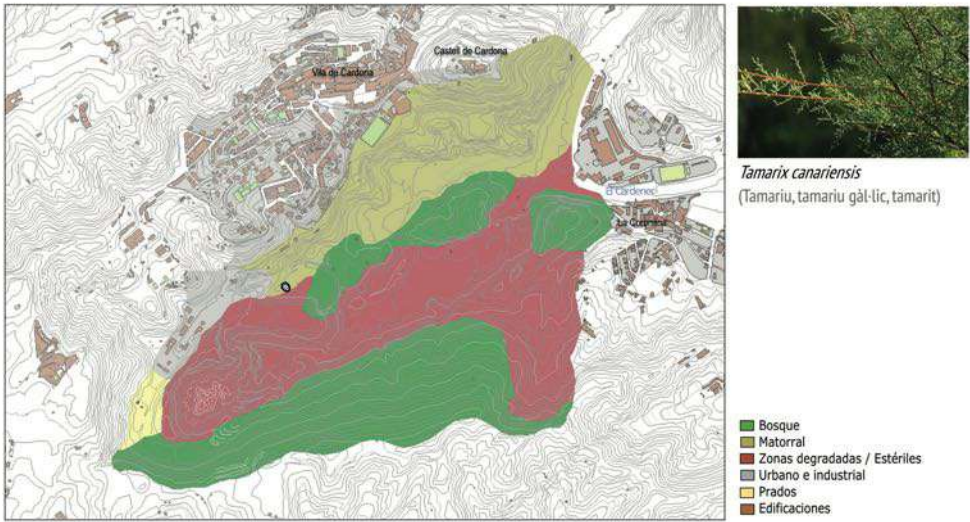 Vila de Cardona
Castell de Cardona
El Cardener
La Coromina
Tamarix canariensis
(Tamariu, tamariu gàl·lic, tamarit)
Bosque
Matorral
Zonas degradadas / Estériles
Urbano e industrial
Prados
Edificaciones